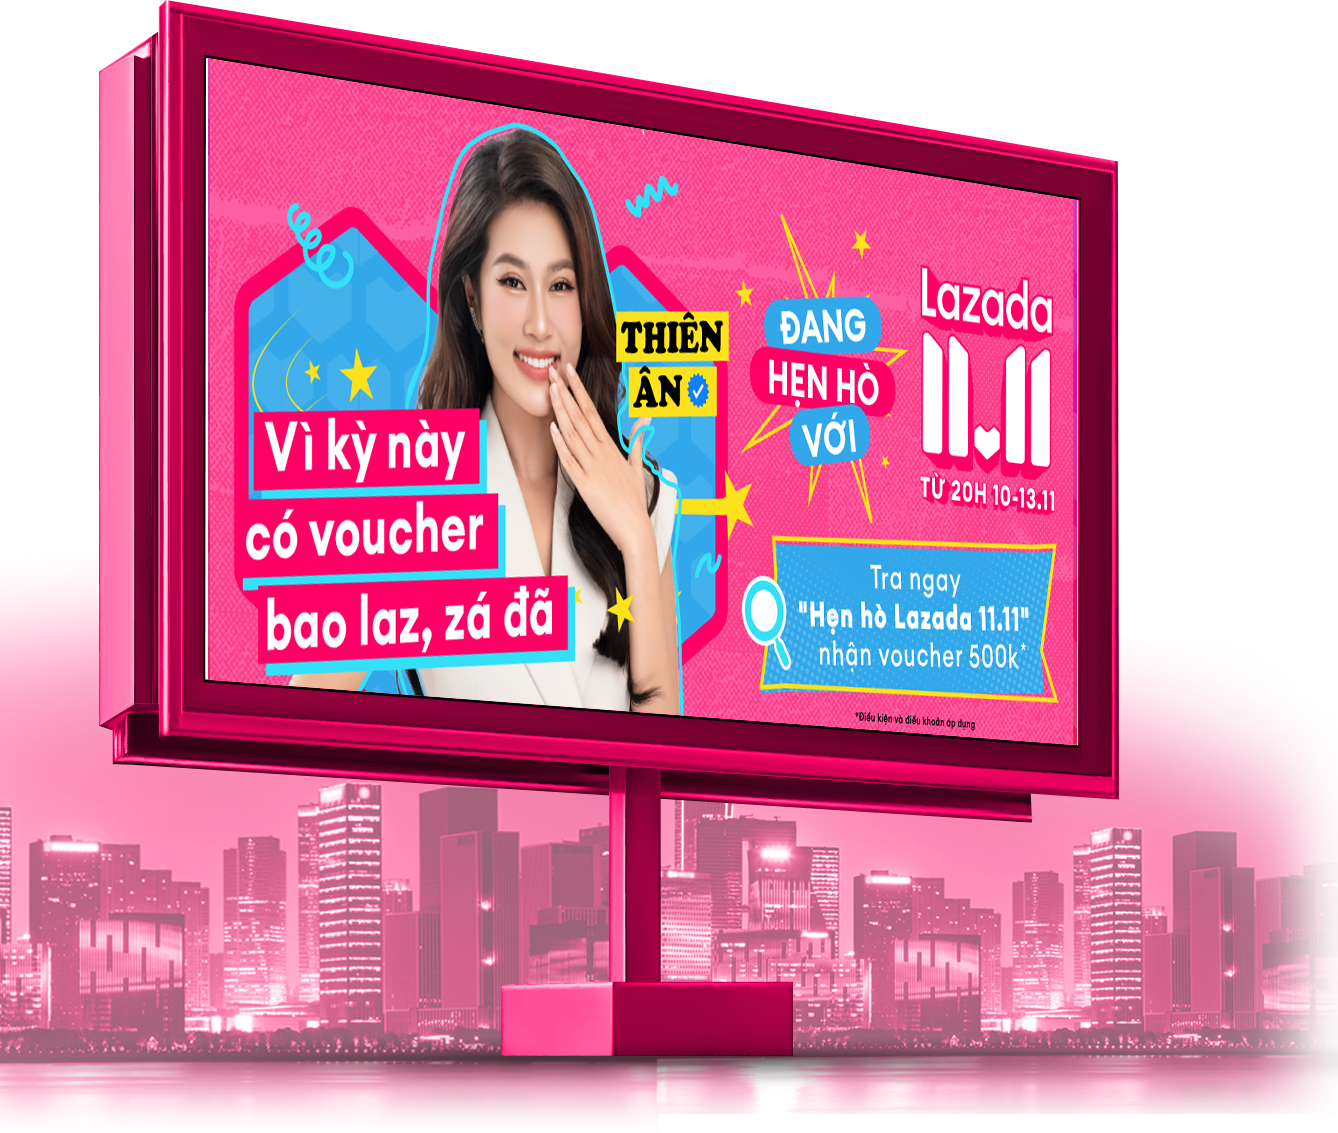 Vì kỳ này
có voucher
bao laz, zá đã
THIÊN
ÂN
ĐANG
HẸN HÒ
VỚI
Lazada
11.11
TỪ 20H 10-13.11
Tra ngay
"Hẹn hò Lazada 11.11"
nhận voucher 500k*
*Điều kiện và điều khoản áp dụng